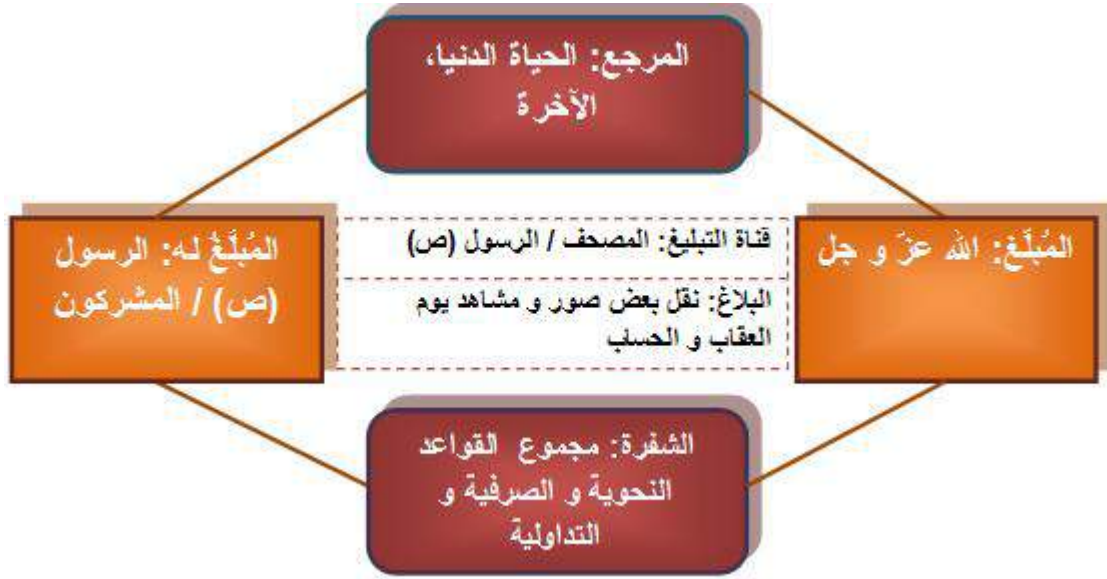 المرجع: الحياة الدنيا،
الآخرة
المُبلِّغ: الله عزّ و جل
قناة التبليغ: المصحف / الرسول (ص)
البلاغ: نقل بعض صور و مشاهد يوم
العقاب و الحساب
المُبلَّغُ له: الرسول
(ص) / المشركون
الشفرة: مجموع القواعد
النحوية و الصرفية و
التداولية